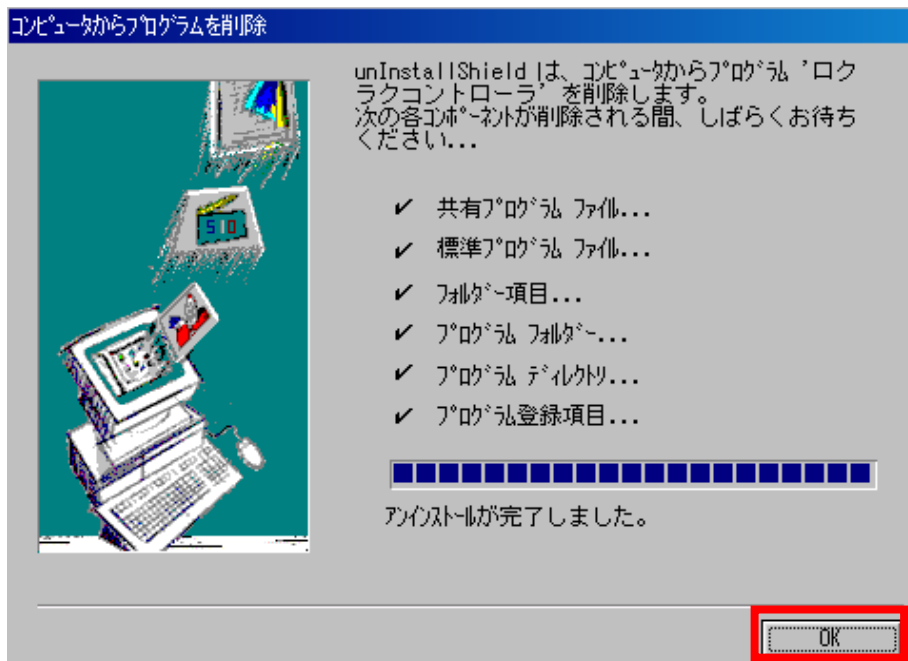 コンピュータからプログラムを削除
unInstallShield は、コンピュータからプログラム 'ロク
ラクコントローラ' を削除します。
次の各コンポーネントが削除される間、しばらくお待ち
ください...
✔ 共有プログラム ファイル...
✔ 標準プログラム ファイル...
✔ フォルダー項目...
✔ プログラム フォルダー...
✔ プログラム ディレクトリ...
✔ プログラム登録項目...
アンインストールが完了しました。
OK
510